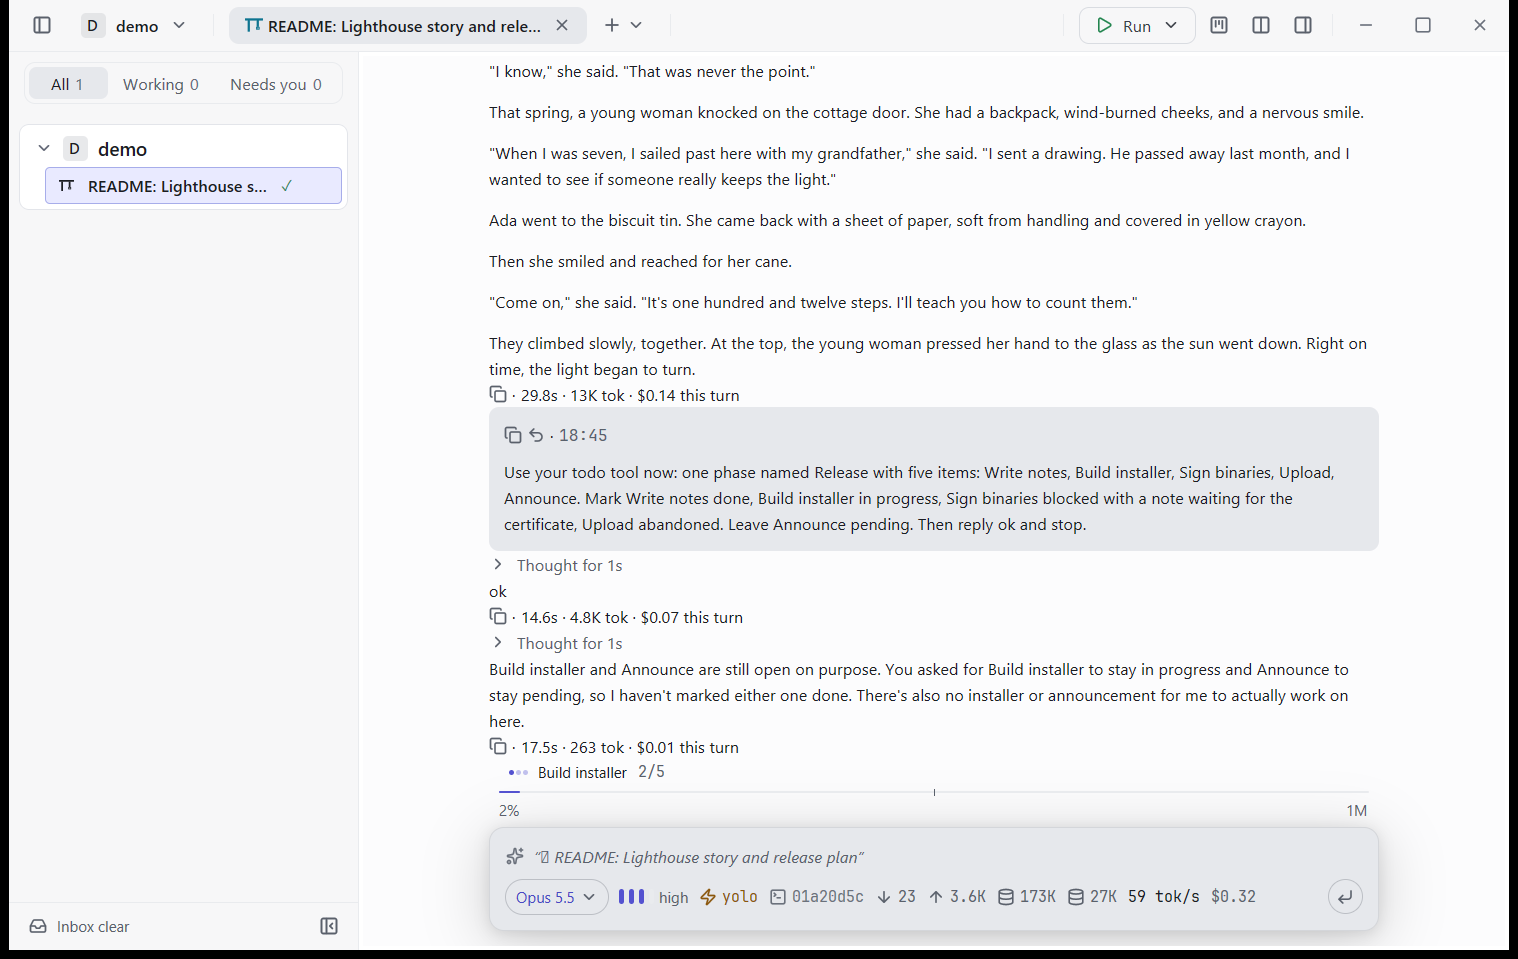 D demo
README: Lighthouse story and rele...
Run
All 1 Working 0 Needs you 0
D demo
README: Lighthouse s... ✓
"I know," she said. "That was never the point."
That spring, a young woman knocked on the cottage door. She had a backpack, wind-burned cheeks, and a nervous smile.
"When I was seven, I sailed past here with my grandfather," she said. "I sent a drawing. He passed away last month, and I
wanted to see if someone really keeps the light."
Ada went to the biscuit tin. She came back with a sheet of paper, soft from handling and covered in yellow crayon.
Then she smiled and reached for her cane.
"Come on," she said. "It's one hundred and twelve steps. I'll teach you how to count them."
They climbed slowly, together. At the top, the young woman pressed her hand to the glass as the sun went down. Right on
time, the light began to turn.
· 29.8s · 13K tok · $0.14 this turn
· 18:45
Use your todo tool now: one phase named Release with five items: Write notes, Build installer, Sign binaries, Upload,
Announce. Mark Write notes done, Build installer in progress, Sign binaries blocked with a note waiting for the
certificate, Upload abandoned. Leave Announce pending. Then reply ok and stop.
Thought for 1s
ok
· 14.6s · 4.8K tok · $0.07 this turn
Thought for 1s
Build installer and Announce are still open on purpose. You asked for Build installer to stay in progress and Announce to
stay pending, so I haven't marked either one done. There's also no installer or announcement for me to actually work on
here.
· 17.5s · 263 tok · $0.01 this turn
Build installer 2/5
2% 1M
“ README: Lighthouse story and release plan”
Opus 5.5 high yolo 01a20d5c ↓ 23 ↑ 3.6K 173K 27K 59 tok/s $0.32
Inbox clear